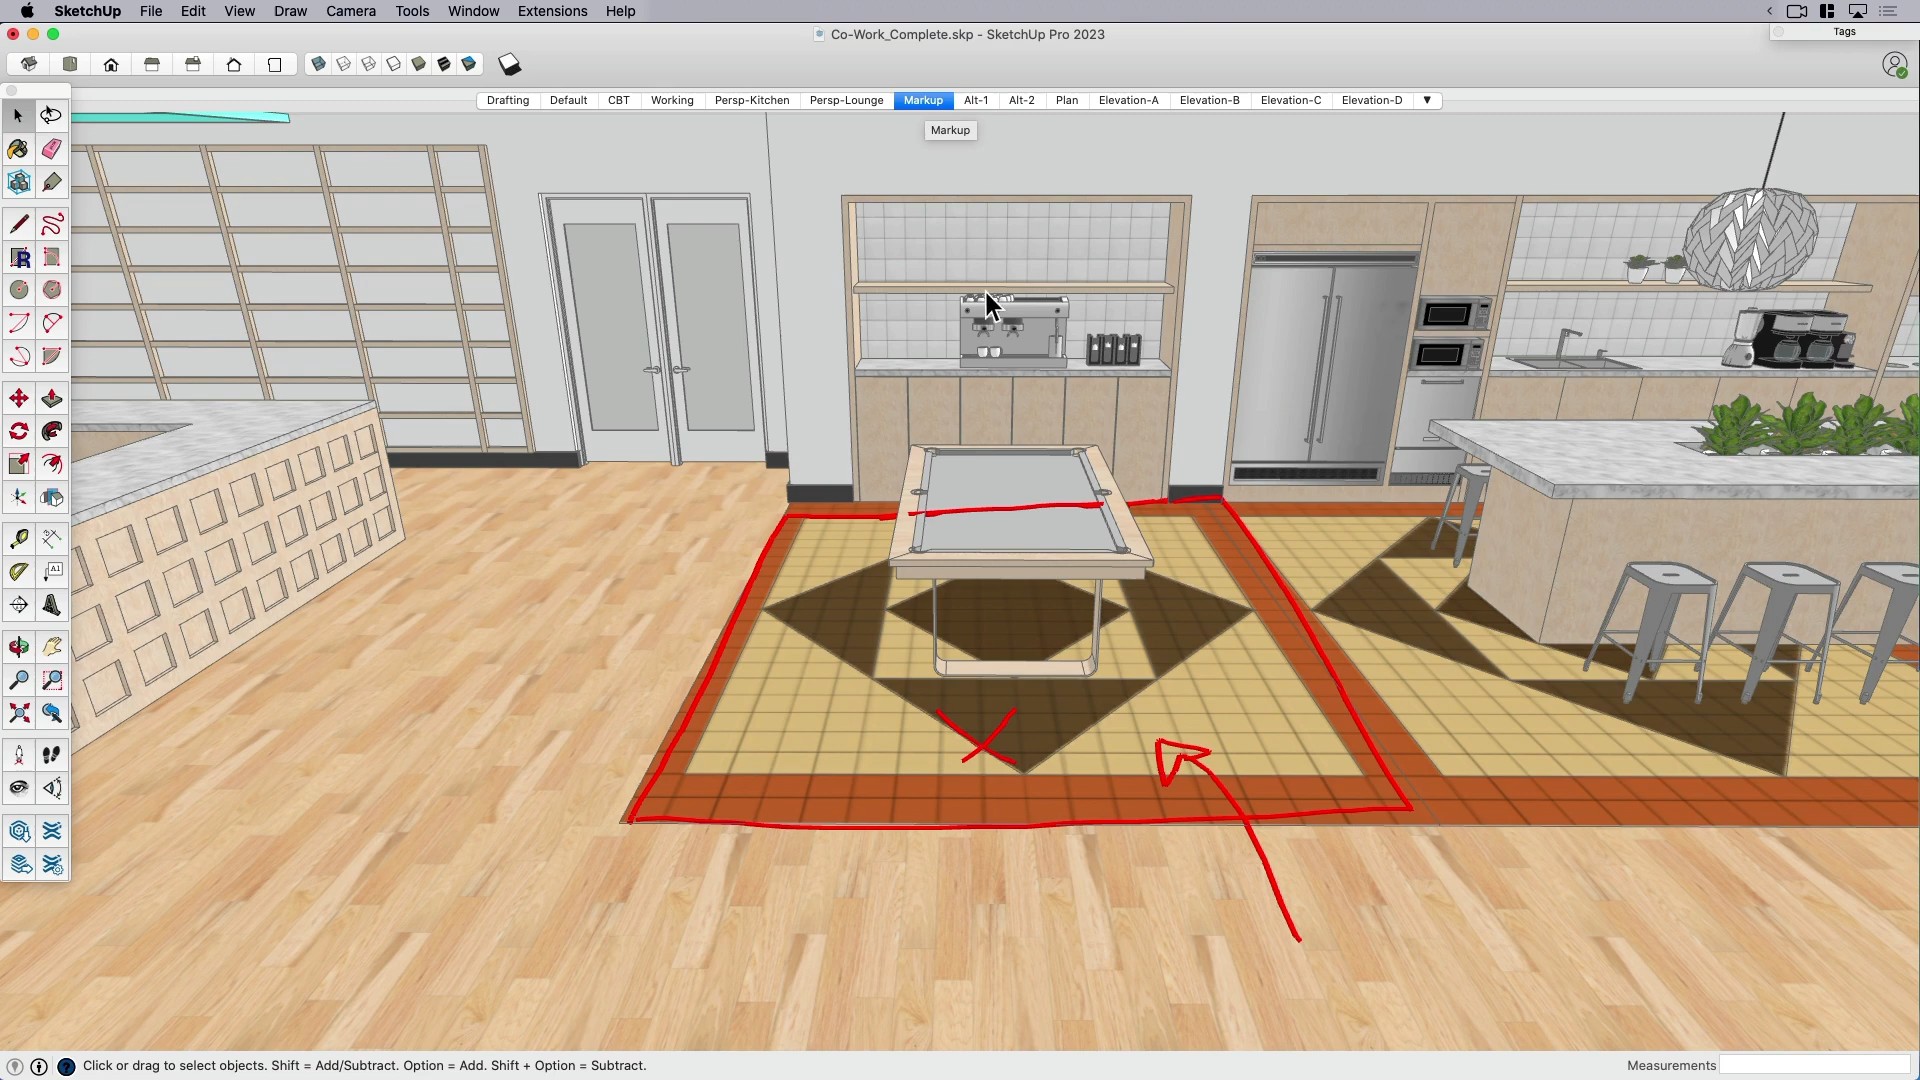 SketchUp File Edit View Draw Camera Tools Window Extensions Help
Co-Work_Complete.skp - SketchUp Pro 2023
Tags
Drafting Default CBT Working Persp-Kitchen Persp-Lounge Markup Alt-1 Alt-2 Plan Elevation-A Elevation-B Elevation-C Elevation-D
Markup
R
A1
Click or drag to select objects. Shift = Add/Subtract. Option = Add. Shift + Option = Subtract.
Measurements